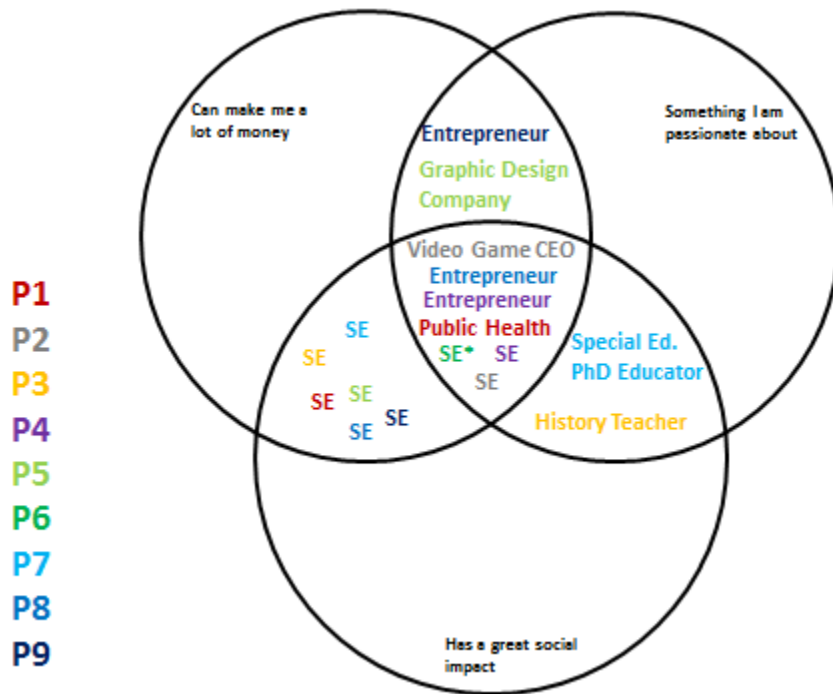 Can make me a
lot of money
Something I am
passionate about
Entrepreneur
Graphic Design
Company
Video Game CEO
Entrepreneur
Entrepreneur
Public Health
SE* SE
SE
SE
SE
SE
SE
SE
SE
Special Ed.
PhD Educator
History Teacher
Has a great social
impact
P1
P2
P3
P4
P5
P6
P7
P8
P9